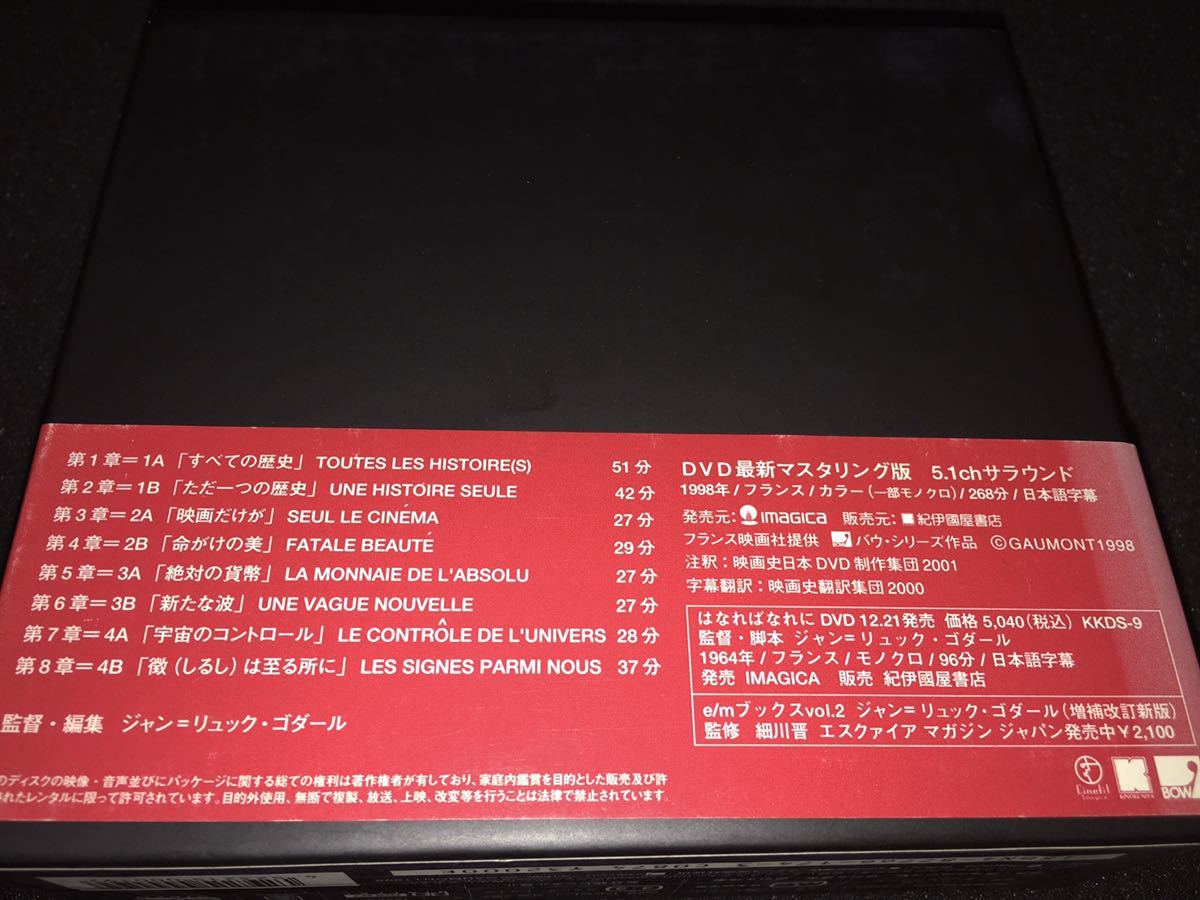 第1章=1A「すべての歴史」TOUTES LES HISTOIRE(S) 51分
第2章=1B「ただ一つの歴史」UNE HISTOIRE SEULE 42分
第3章=2A「映画だけが」SEUL LE CINÉMA 27分
第4章=2B「命がけの美」FATALE BEAUTÉ 29分
第5章=3A「絶対の貨幣」LA MONNAIE DE L'ABSOLU 27分
第6章=3B「新たな波」UNE VAGUE NOUVELLE 27分
第7章=4A「宇宙のコントロール」LE CONTRÔLE DE L'UNIVERS 28分
第8章=4B「徴(しるし)は至る所に」LES SIGNES PARMI NOUS 37分
監督・編集 ジャン=リュック・ゴダール
のディスクの映像・音声並びにパッケージに関する総ての権利は著作権者が有しており、家庭内鑑賞を目的とした販売及び許
されたレンタルに限って許可されています。目的外使用、無断で複製、放送、上映、改変等を行うことは法律で禁止されています。
DVD最新マスタリング版 5.1chサラウンド
1998年/フランス/カラー(一部モノクロ)/268分/日本語字幕
発売元:IMAGICA 販売元:紀伊國屋書店
フランス映画社提供 BOW バウ・シリーズ作品 ©GAUMONT1998
注釈:映画史日本DVD制作集団2001
字幕翻訳:映画史翻訳集団2000
はなればなれに DVD 12.21発売 価格 5,040(税込) KKDS-9
監督・脚本 ジャン=リュック・ゴダール
1964年/フランス/モノクロ/96分/日本語字幕
発売 IMAGICA 販売 紀伊國屋書店
e/mブックスvol.2 ジャン=リュック・ゴダール(増補改訂新版)
監修 細川晋 エスクァイア マガジン ジャパン発売中¥2,100
Cinefil
K
BOW